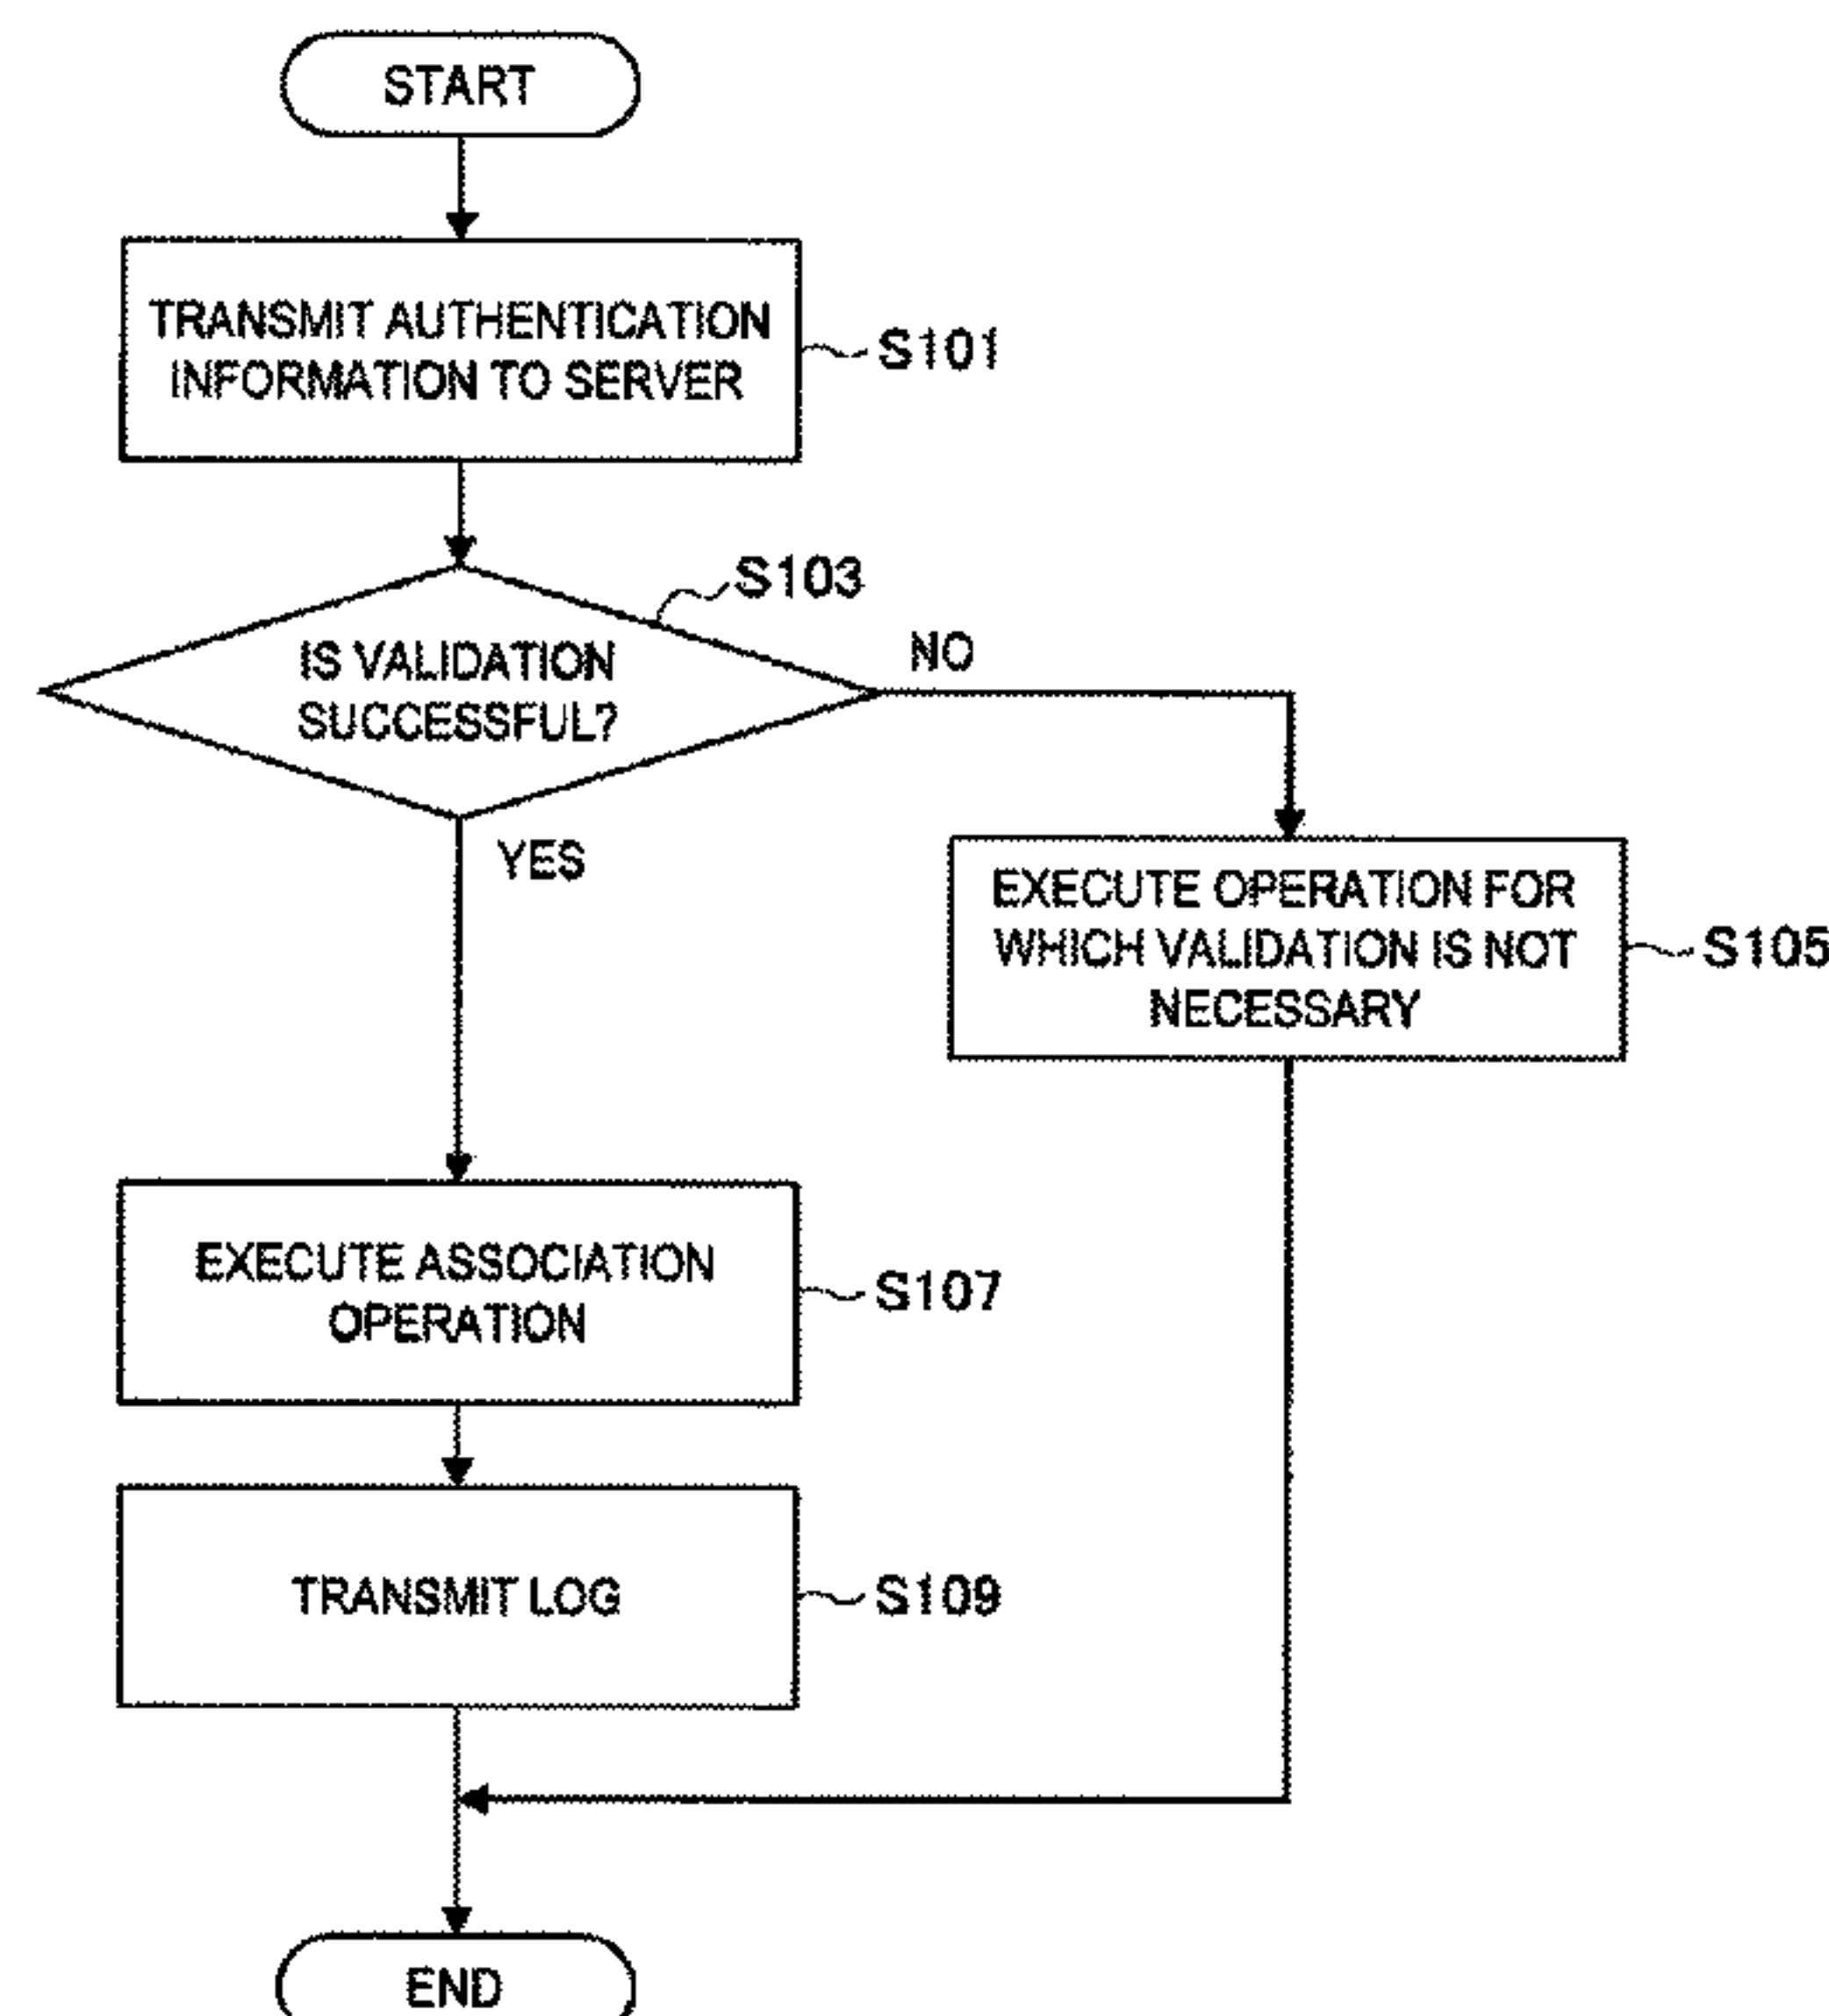 START
TRANSMIT AUTHENTICATION
INFORMATION TO SERVER
S101
S103
IS VALIDATION
SUCCESSFUL?
NO
YES
EXECUTE OPERATION FOR
WHICH VALIDATION IS NOT
NECESSARY
S105
EXECUTE ASSOCIATION
OPERATION
S107
TRANSMIT LOG
S109
END